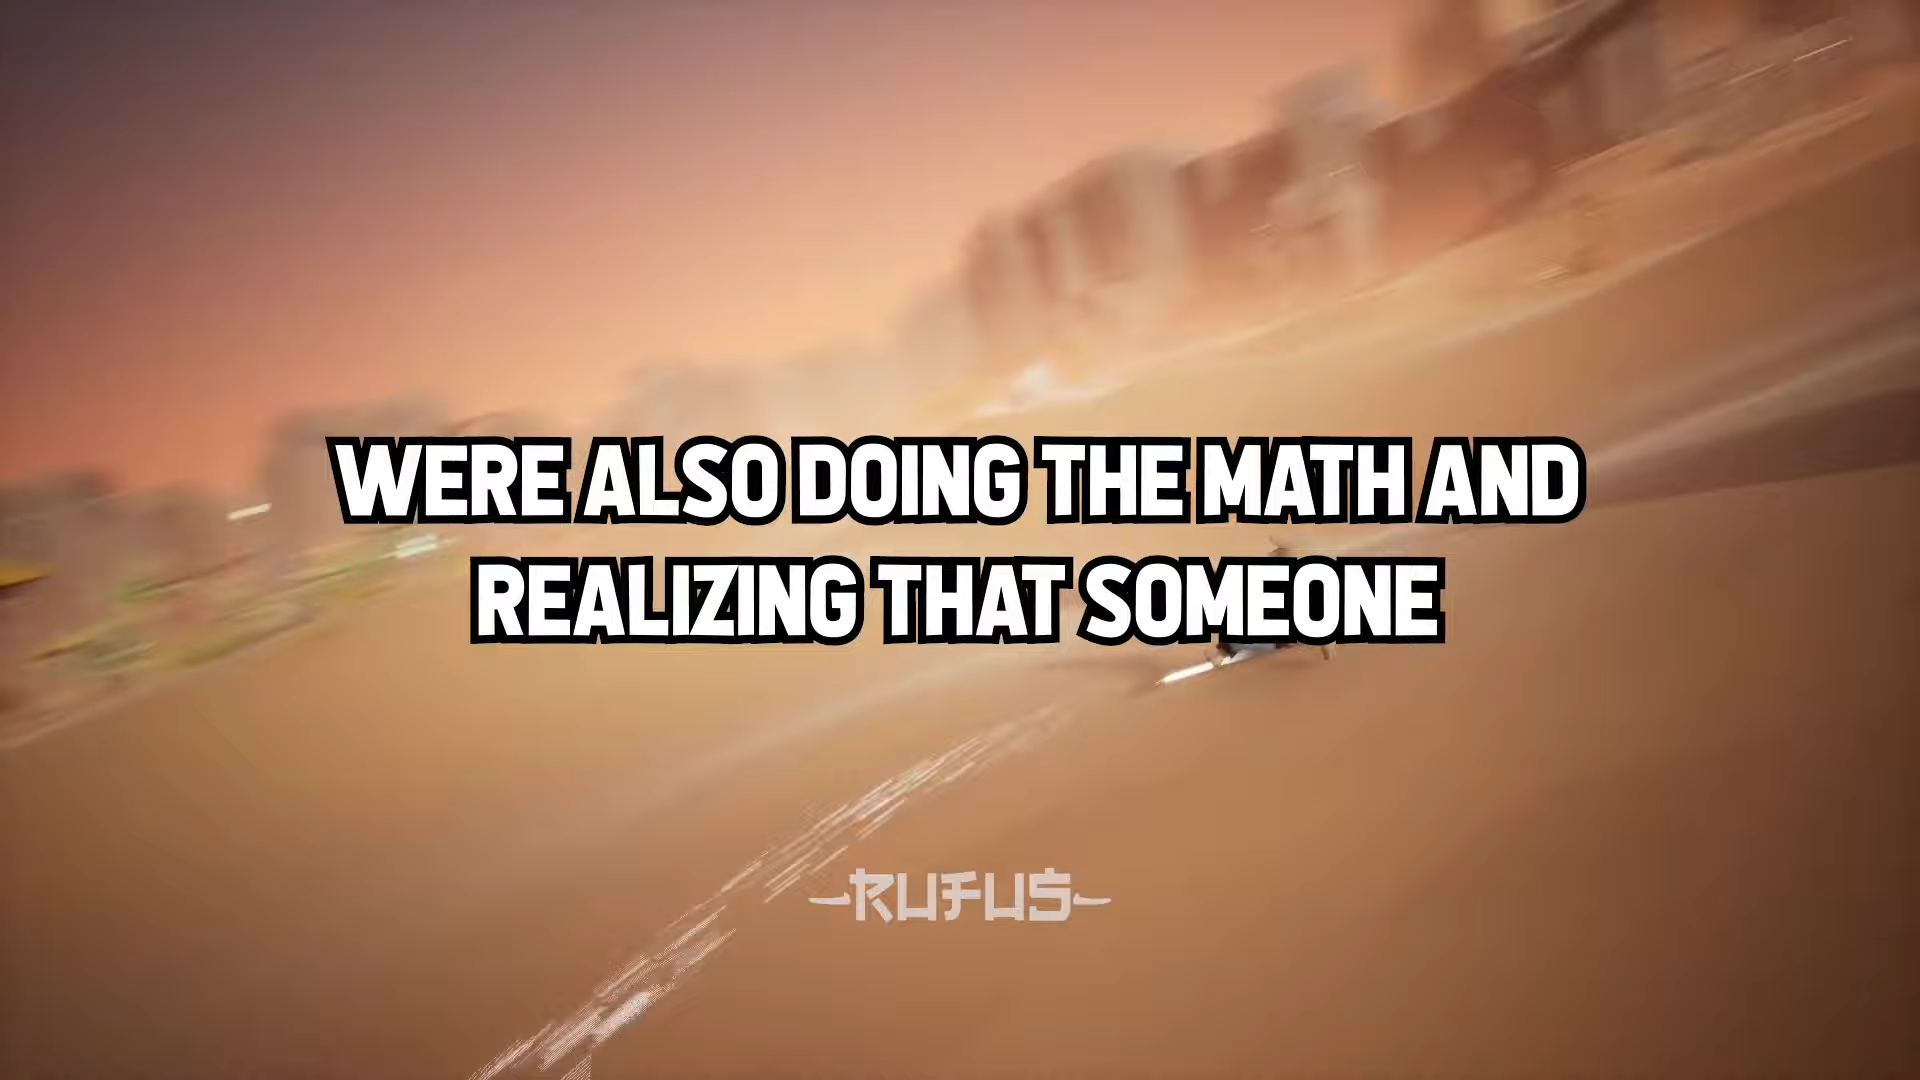 WERE ALSO DOING THE MATH AND
REALIZING THAT SOMEONE
RUFUS